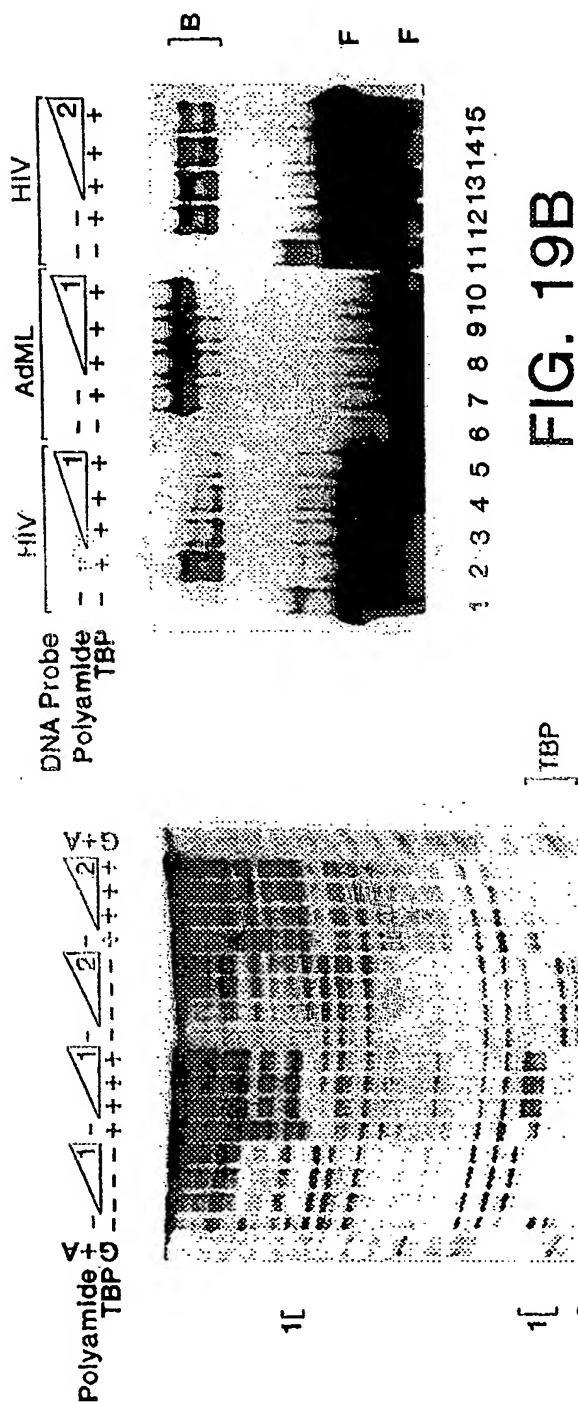 Polyamide - 1 - 1 - 2 - 2
TBP - - - - + + + + - - - - + + + +
G+A G+A
1[
1[
]TBP
DNA Probe HIV AdML HIV
Polyamide - - 1 - - 1 - - 2
TBP - + + + + - + + + + - + + + +
]B
F
F
1 2 3 4 5 6 7 8 9 10 11 12 13 14 15
FIG. 19B